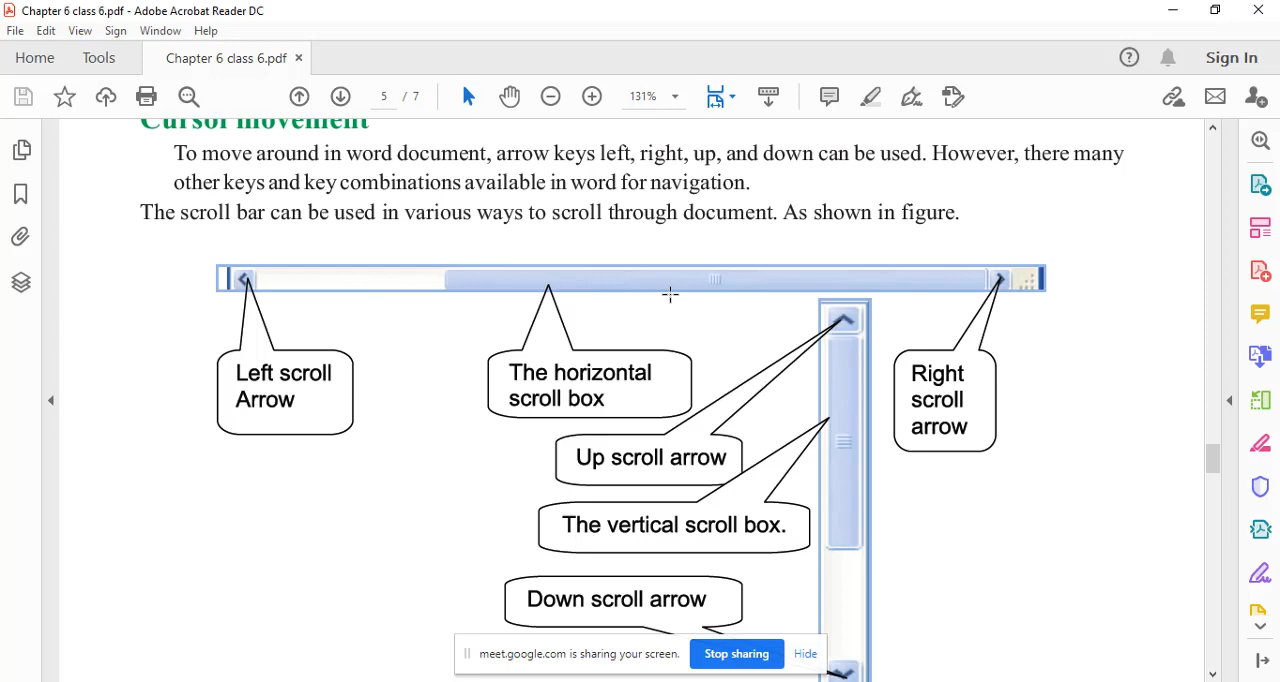 Chapter 6 class 6.pdf - Adobe Acrobat Reader DC
File Edit View Sign Window Help
Home Tools Chapter 6 class 6.pdf × Sign In
5 / 7 131%
Cursor movement
To move around in word document, arrow keys left, right, up, and down can be used. However, there many
other keys and key combinations available in word for navigation.
The scroll bar can be used in various ways to scroll through document. As shown in figure.
Left scroll
Arrow
The horizontal
scroll box
Right
scroll
arrow
Up scroll arrow
The vertical scroll box.
Down scroll arrow
meet.google.com is sharing your screen. Stop sharing Hide